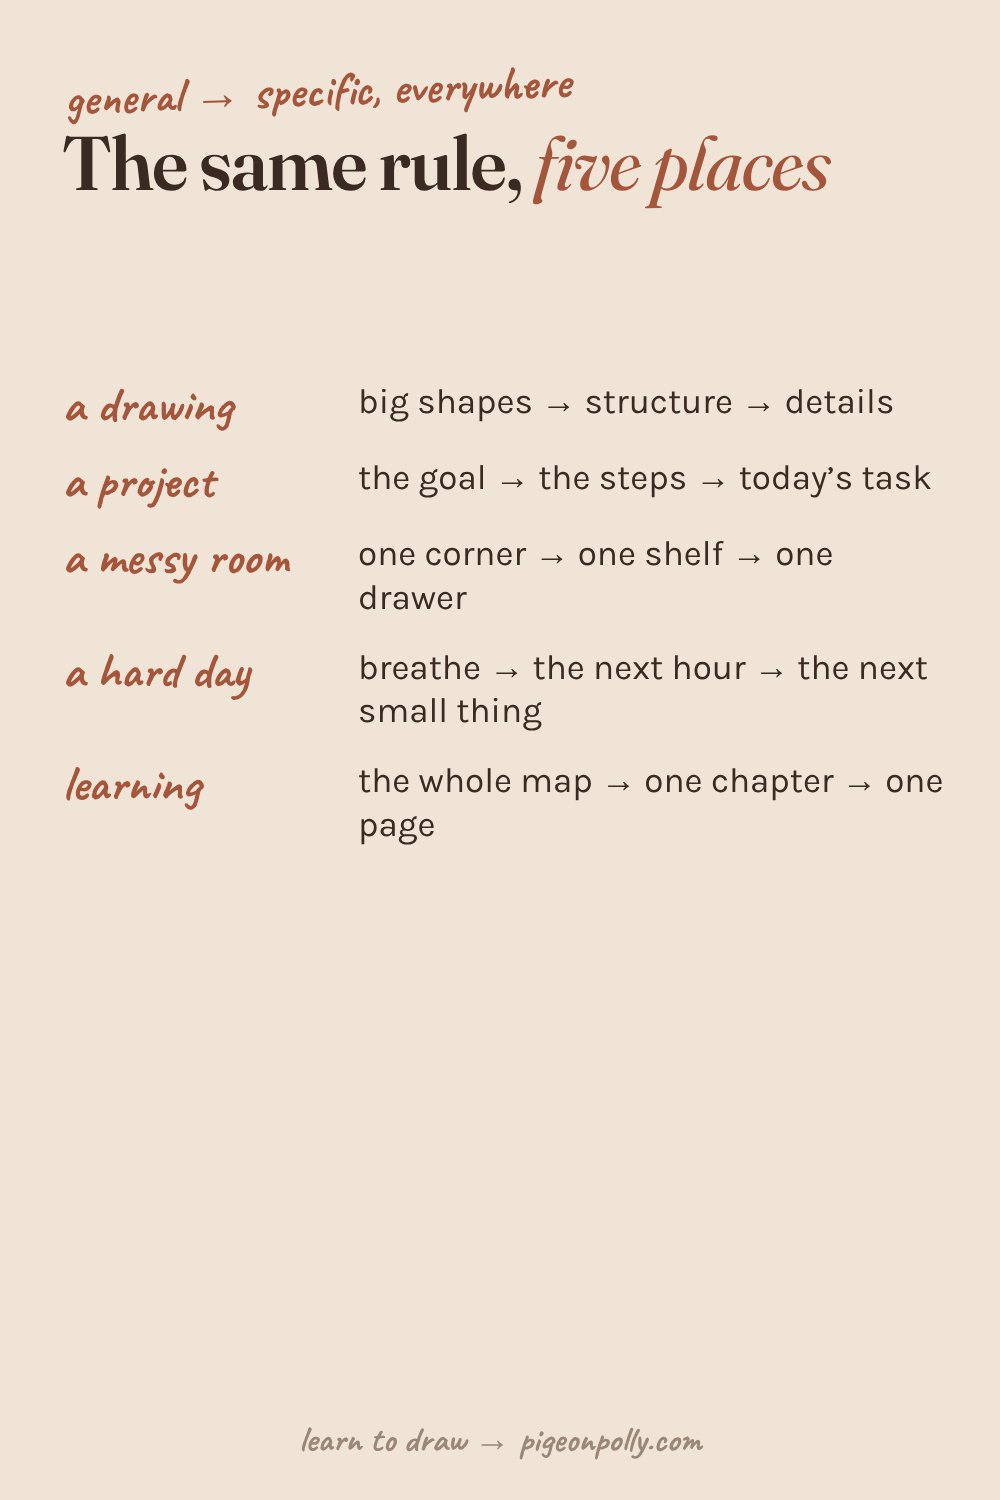 general → specific, everywhere
The same rule, five places
a drawing
big shapes → structure → details
a project
the goal → the steps → today’s task
a messy room
one corner → one shelf → one
drawer
a hard day
breathe → the next hour → the next
small thing
learning
the whole map → one chapter → one
page
learn to draw → pigeonpolly.com